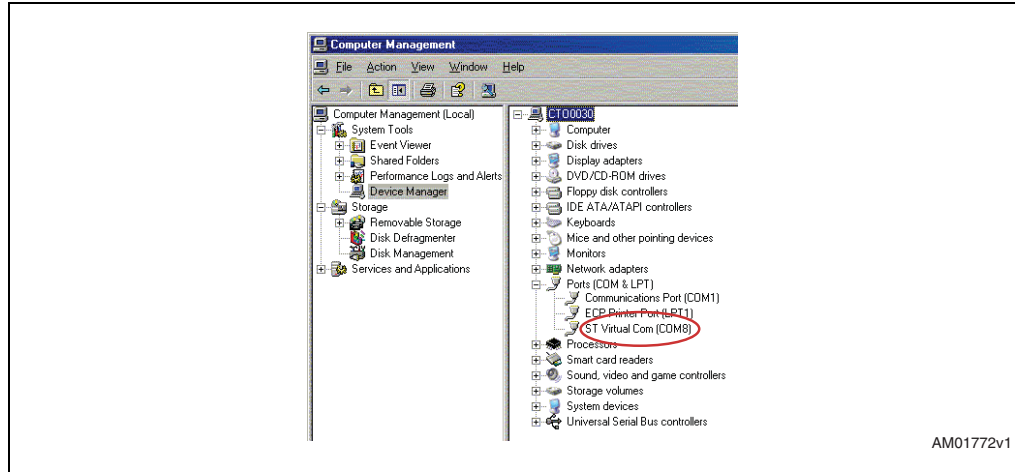 Computer Management
File Action View Window Help
Computer Management (Local)
System Tools
Event Viewer
Shared Folders
Performance Logs and Alerts
Device Manager
Storage
Removable Storage
Disk Defragmenter
Disk Management
Services and Applications
CTO0030
Computer
Disk drives
Display adapters
DVD/CD-ROM drives
Floppy disk controllers
IDE ATA/ATAPI controllers
Keyboards
Mice and other pointing devices
Monitors
Network adapters
Ports (COM & LPT)
Communications Port (COM1)
ECP Printer Port (LPT1)
ST Virtual Com (COM8)
Processors
Smart card readers
Sound, video and game controllers
Storage volumes
System devices
Universal Serial Bus controllers
AM01772v1